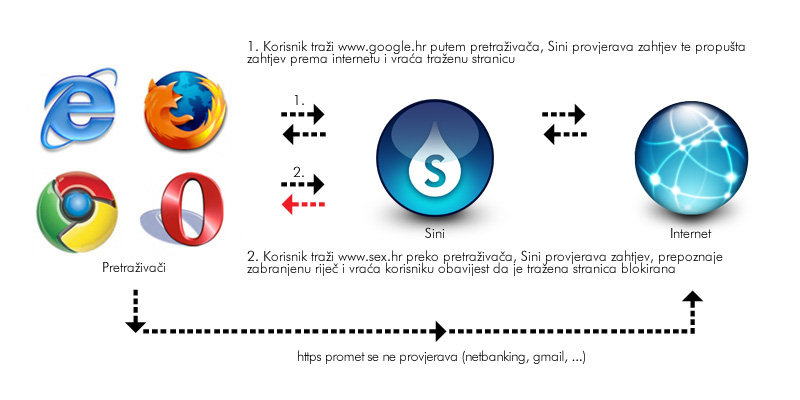 1. Korisnik traži www.google.hr putem pretraživača, Sini provjerava zahtjev te propušta
zahtjev prema internetu i vraća traženu stranicu
1.
2.
S
Sini
Internet
Pretraživači
2. Korisnik traži www.sex.hr preko pretraživača, Sini provjerava zahtjev, prepoznaje
zabranjenu riječ i vraća korisniku obavijest da je tražena stranica blokirana
https promet se ne provjerava (netbanking, gmail, ...)